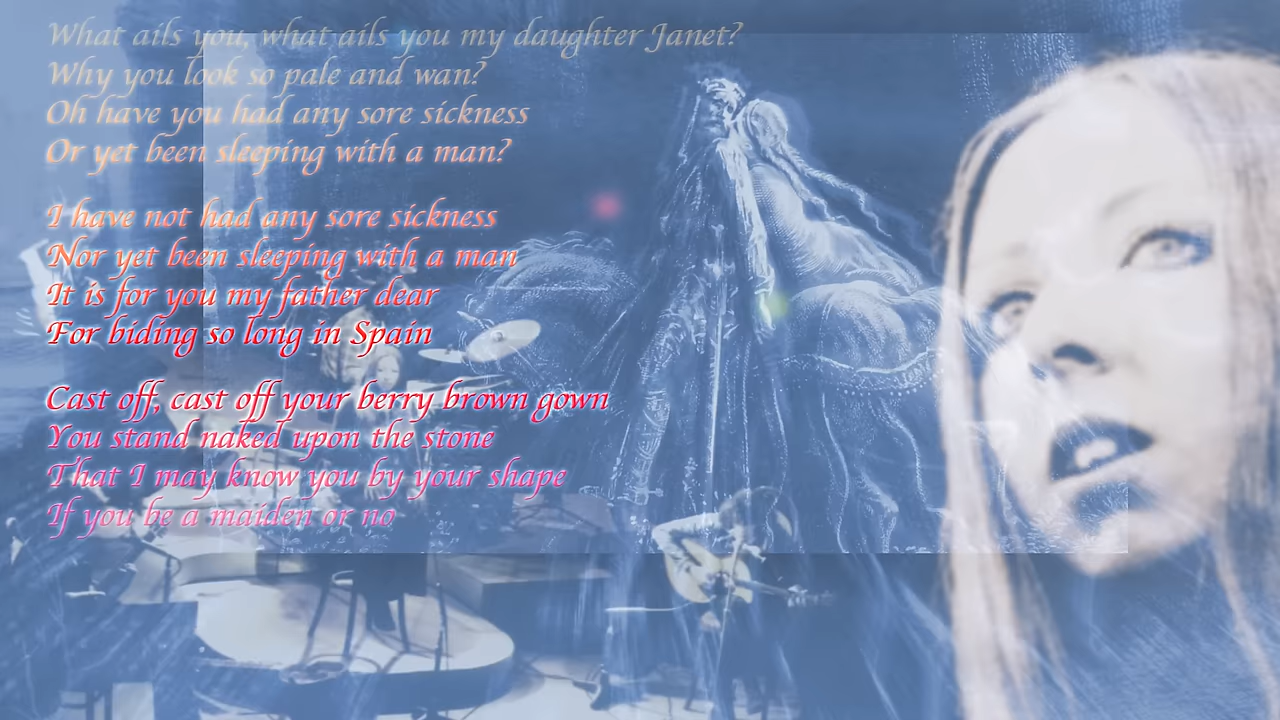 What ails you, what ails you my daughter Janet?
Why you look so pale and wan?
Oh have you had any sore sickness
Or yet been sleeping with a man?
I have not had any sore sickness
Nor yet been sleeping with a man
It is for you my father dear
For biding so long in Spain
Cast off, cast off your berry brown gown
You stand naked upon the stone
That I may know you by your shape
If you be a maiden or no